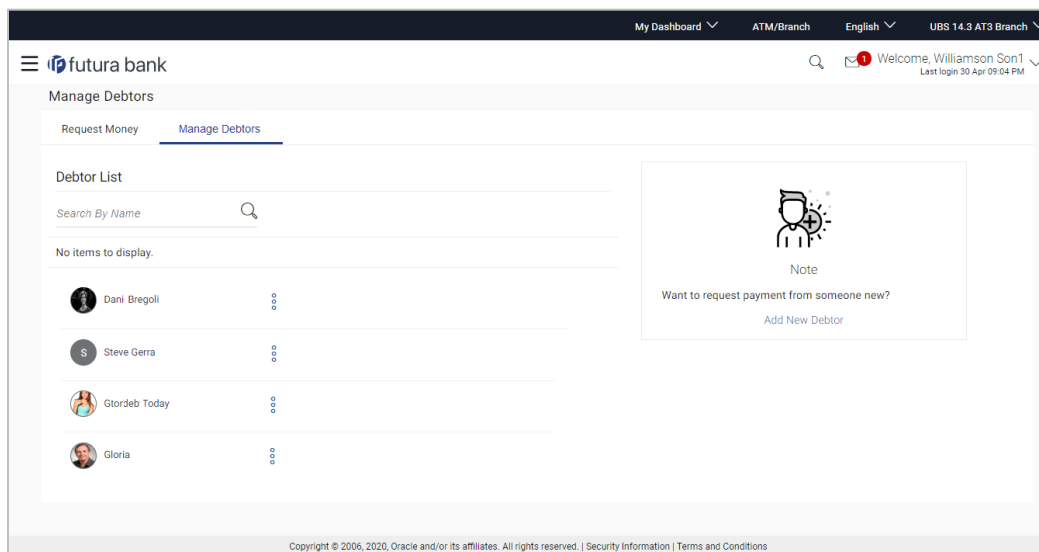 My Dashboard ATM/Branch English UBS 14.3 AT3 Branch
futura bank
1 Welcome, Williamson Son1
Last login 30 Apr 09:04 PM
Manage Debtors
Request Money Manage Debtors
Debtor List
Search By Name
No items to display.
Dani Bregoli
S Steve Gerra
Gtordeb Today
Gloria
Note
Want to request payment from someone new?
Add New Debtor
Copyright © 2006, 2020, Oracle and/or its affiliates. All rights reserved. | Security Information | Terms and Conditions